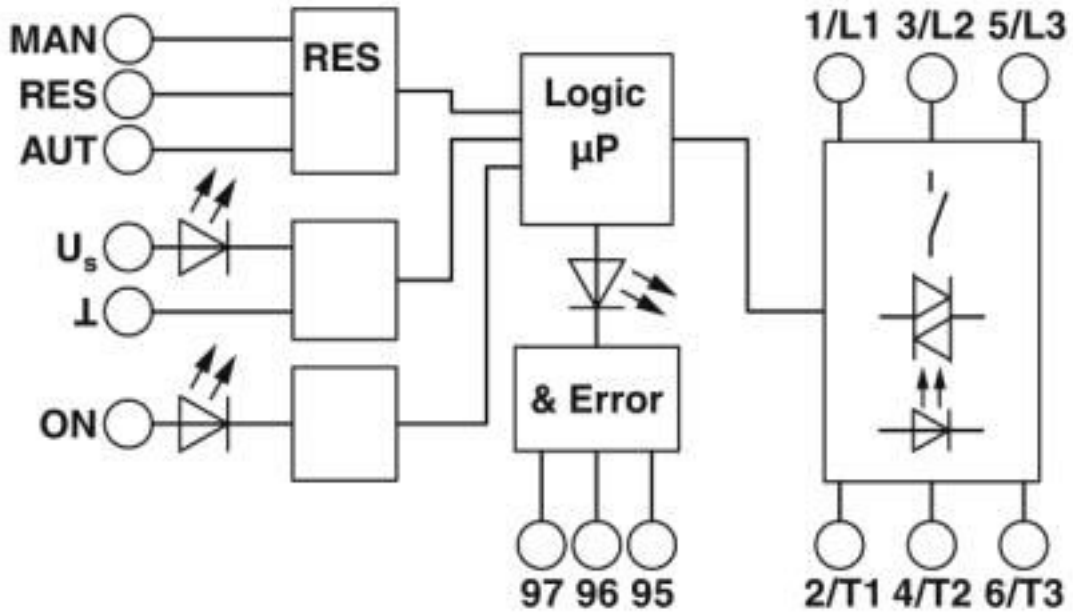 MAN
RES
AUT
RES
Us
⊥
ON
Logic
µP
& Error
97 96 95
1/L1 3/L2 5/L3
2/T1 4/T2 6/T3